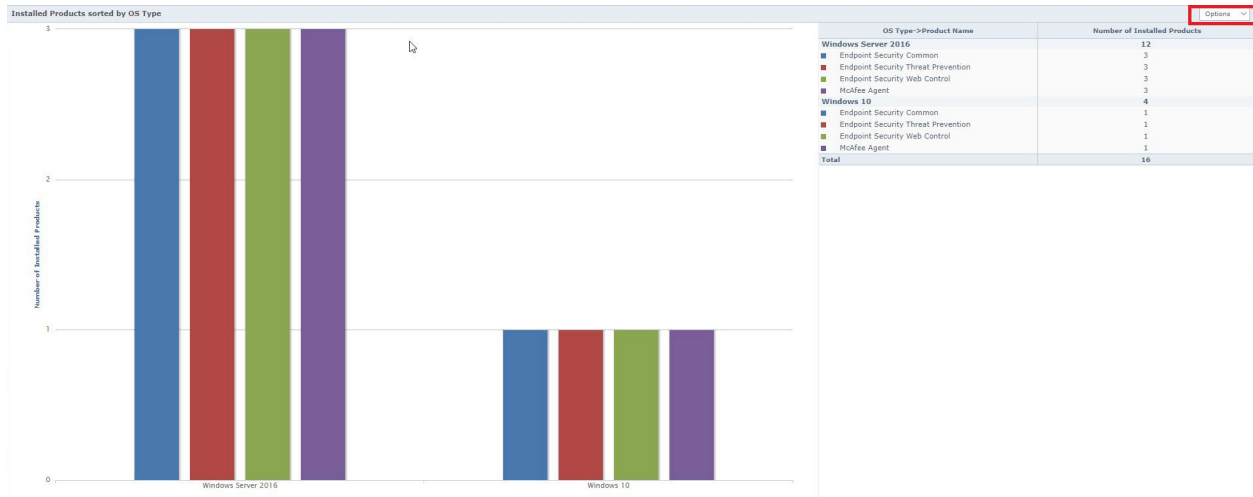 Installed Products sorted by OS Type
Options
3
2
1
0
Number of Installed Products
Windows Server 2016
Windows 10
OS Type->Product Name Number of Installed Products
Windows Server 2016 12
Endpoint Security Common 3
Endpoint Security Threat Prevention 3
Endpoint Security Web Control 3
McAfee Agent 3
Windows 10 4
Endpoint Security Common 1
Endpoint Security Threat Prevention 1
Endpoint Security Web Control 1
McAfee Agent 1
Total 16